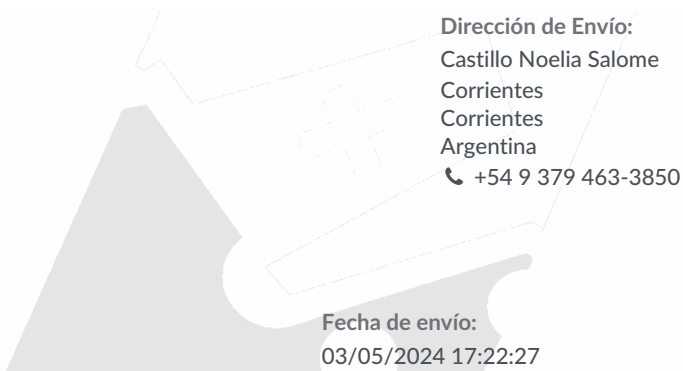 Dirección de Envío:
Castillo Noelia Salome
Corrientes
Corrientes
Argentina
+54 9 379 463-3850
Fecha de envío:
03/05/2024 17:22:27